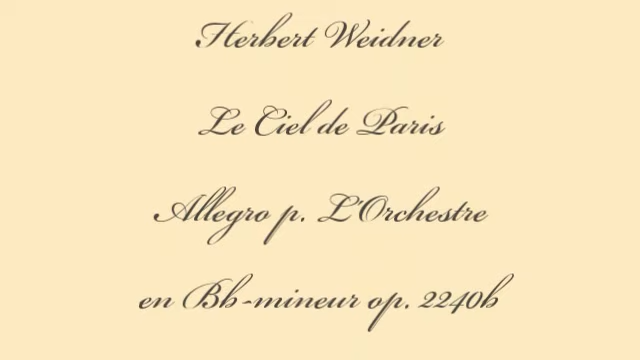 Herbert Weidner
Le Ciel de Paris
Allegro p. L'Orchestre
en Bb-mineur op. 2240b